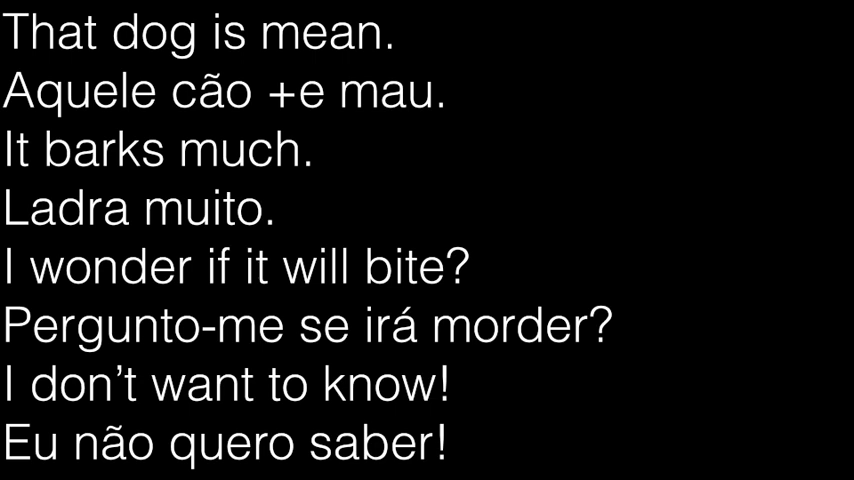 That dog is mean.
Aquele cão +e mau.
It barks much.
Ladra muito.
I wonder if it will bite?
Pergunto-me se irá morder?
I don’t want to know!
Eu não quero saber!